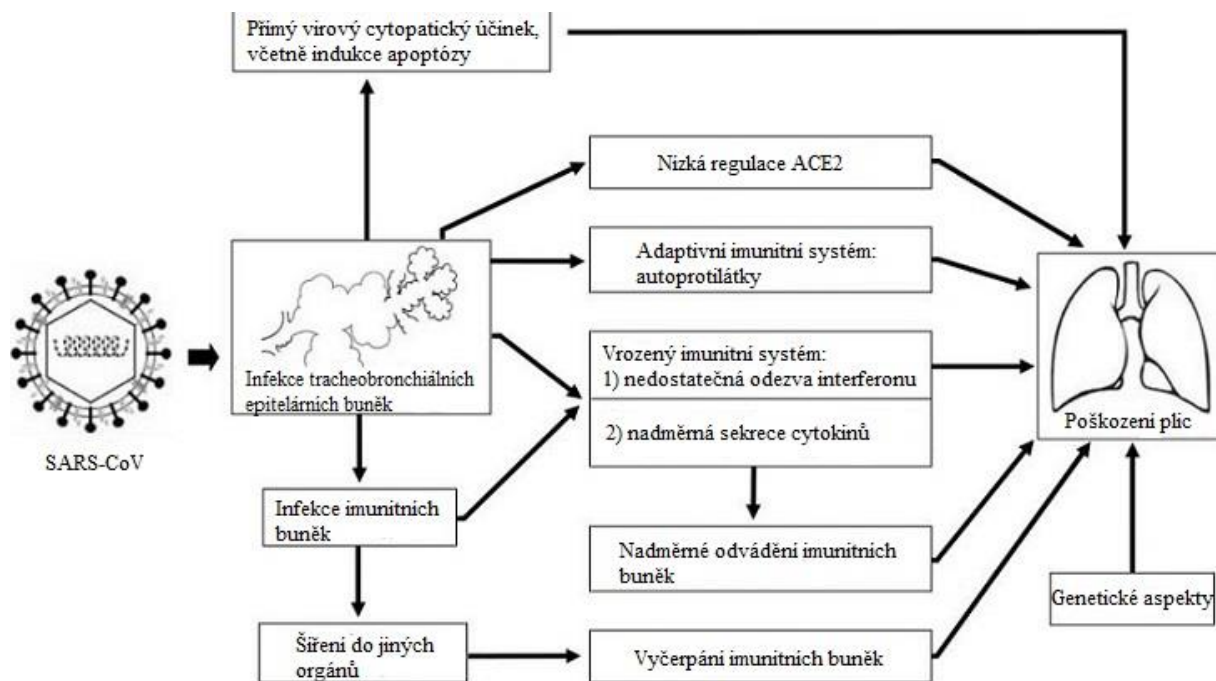 Přímý virový cytopatický účinek,
včetně indukce apoptózy
Nizká regulace ACE2
Adaptivní imunitní systém:
autoprotilátky
Vrozený imunitní systém:
1) nedostatečná odezva interferonu
2) nadměrná sekrece cytokinů
Infekce tracheobronchiálních
epitelárních buněk
Poškození plic
SARS-CoV
Infekce imunitních
buněk
Nadměrné odvádění imunitních
buněk
Genetické aspekty
Šíření do jiných
orgánů
Vyčerpání imunitních buněk